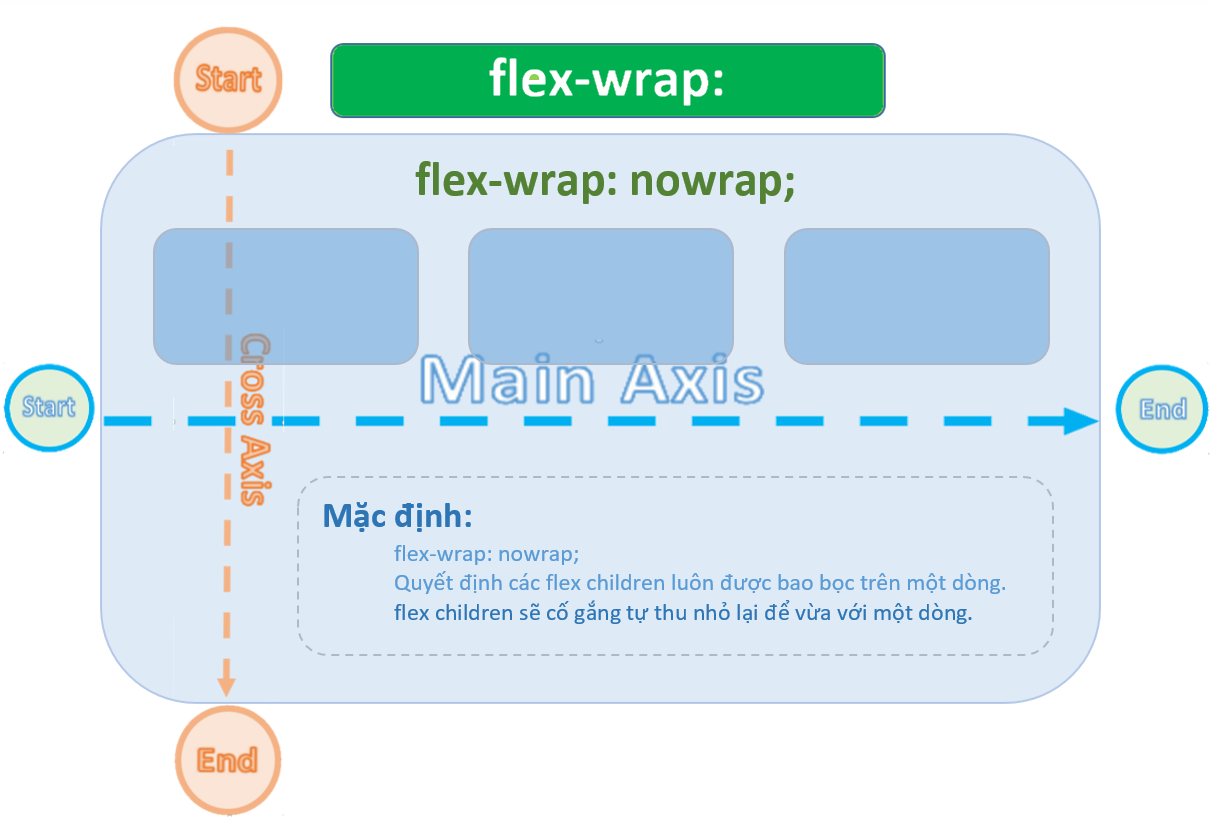 Start
flex-wrap:
flex-wrap: nowrap;
Cross Axis
Main Axis
Start
End
Mặc định:
flex-wrap: nowrap;
Quyết định các flex children luôn được bao bọc trên một dòng.
flex children sẽ cố gắng tự thu nhỏ lại để vừa với một dòng.
End